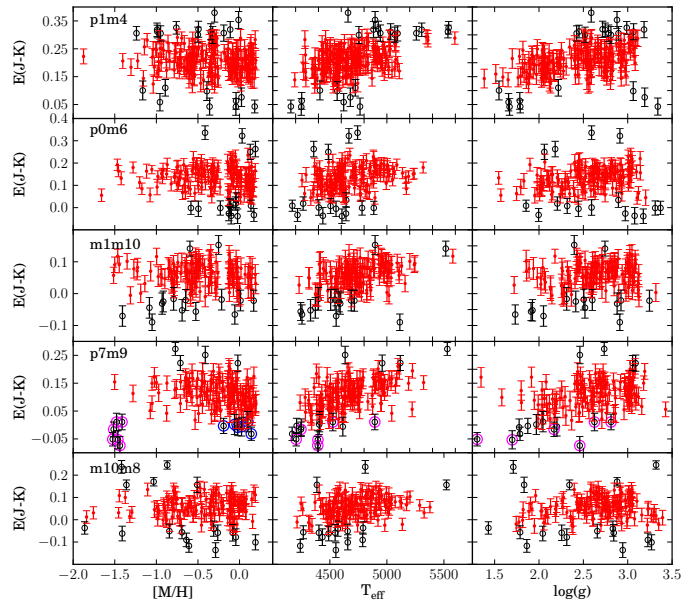 E(J-K) 0.35 0.25 0.15 0.05 p1m4
E(J-K) 0.4 0.3 0.2 0.1 0.0 p0m6
E(J-K) 0.1 0.0 −0.1 m1m10
E(J-K) 0.25 0.15 0.05 −0.05 p7m9
E(J-K) 0.2 0.1 0.0 −0.1 m10m8
−2.0 −1.5 −1.0 −0.5 0.0 4500 5000 5500 1.5 2.0 2.5 3.0 3.5
[M/H] T_eff log(g)